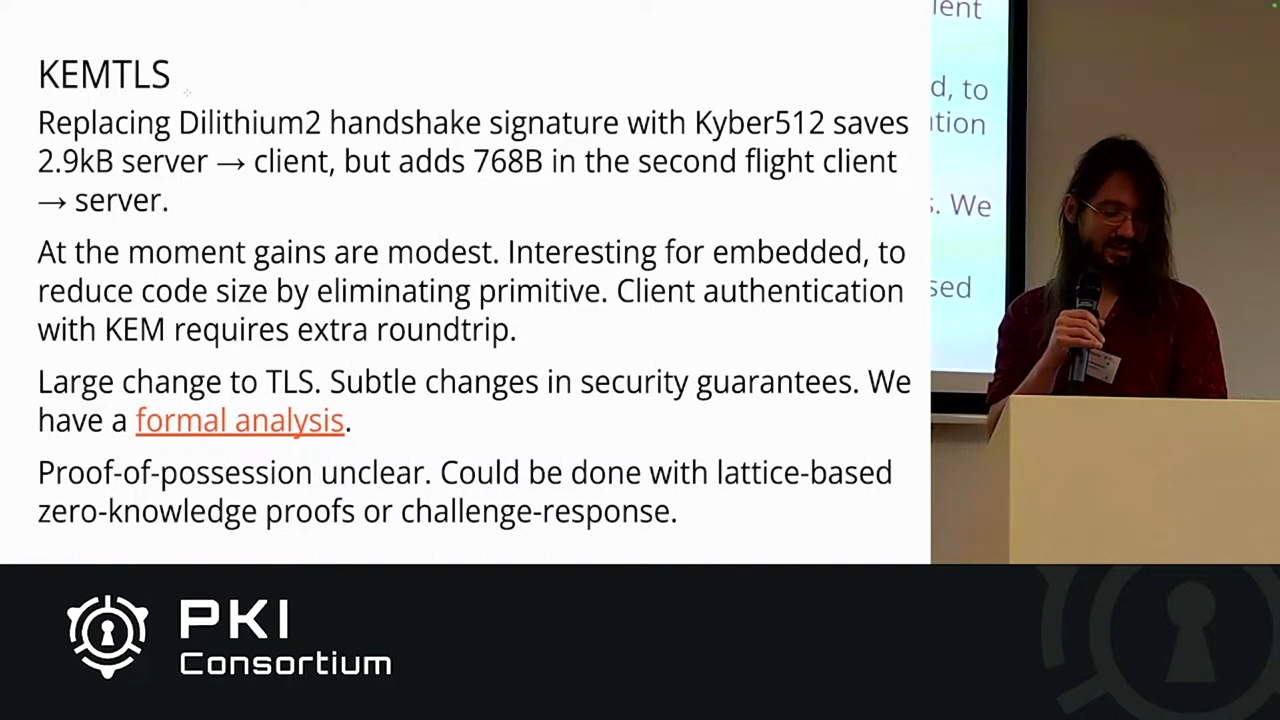 KEMTLS
Replacing Dilithium2 handshake signature with Kyber512 saves
2.9kB server → client, but adds 768B in the second flight client
→ server.
At the moment gains are modest. Interesting for embedded, to
reduce code size by eliminating primitive. Client authentication
with KEM requires extra roundtrip.
Large change to TLS. Subtle changes in security guarantees. We
have a formal analysis.
Proof-of-possession unclear. Could be done with lattice-based
zero-knowledge proofs or challenge-response.
d, to
s. We
PKI
Consortium